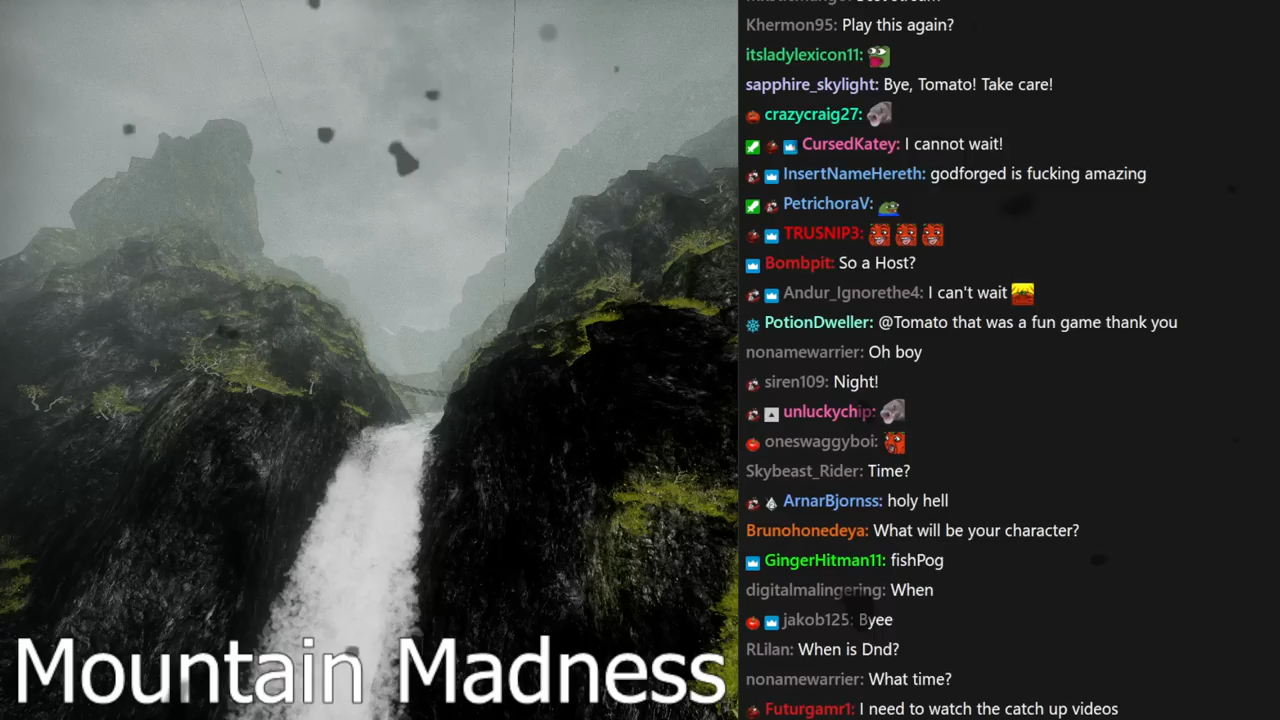 Khermon95: Play this again?
itsladylexicon11:
sapphire_skylight: Bye, Tomato! Take care!
crazycraig27:
CursedKatey: I cannot wait!
InsertNameHereth: godforged is fucking amazing
PetrichoraV:
TRUSNIP3:
Bombpit: So a Host?
Andur_Ignorethe4: I can't wait
PotionDweller: @Tomato that was a fun game thank you
nonamewarrier: Oh boy
siren109: Night!
unluckychip:
oneswaggyboi:
Skybeast_Rider: Time?
ArnarBjornss: holy hell
Brunohonedeya: What will be your character?
GingerHitman11: fishPog
digitalmalingering: When
jakob125: Byee
RLilan: When is Dnd?
nonamewarrier: What time?
Futurgamr1: I need to watch the catch up videos
Mountain Madness